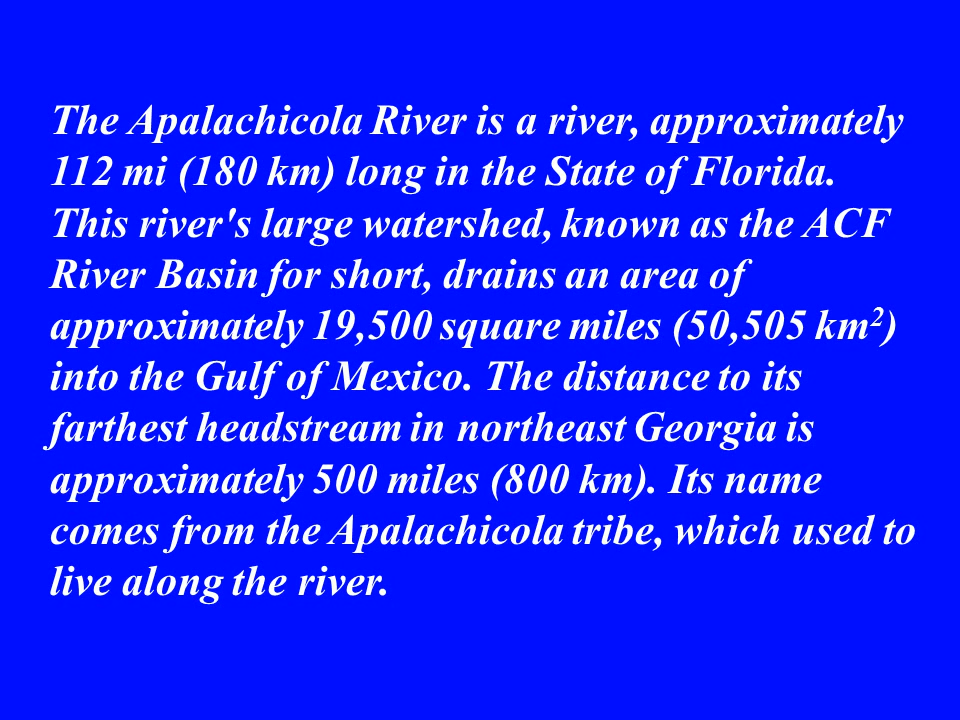 The Apalachicola River is a river, approximately
112 mi (180 km) long in the State of Florida.
This river's large watershed, known as the ACF
River Basin for short, drains an area of
approximately 19,500 square miles (50,505 km²)
into the Gulf of Mexico. The distance to its
farthest headstream in northeast Georgia is
approximately 500 miles (800 km). Its name
comes from the Apalachicola tribe, which used to
live along the river.